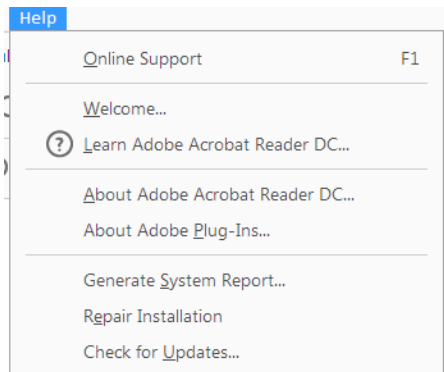 Help
Online Support F1
Welcome...
Learn Adobe Acrobat Reader DC...
About Adobe Acrobat Reader DC...
About Adobe Plug-Ins...
Generate System Report...
Repair Installation
Check for Updates...